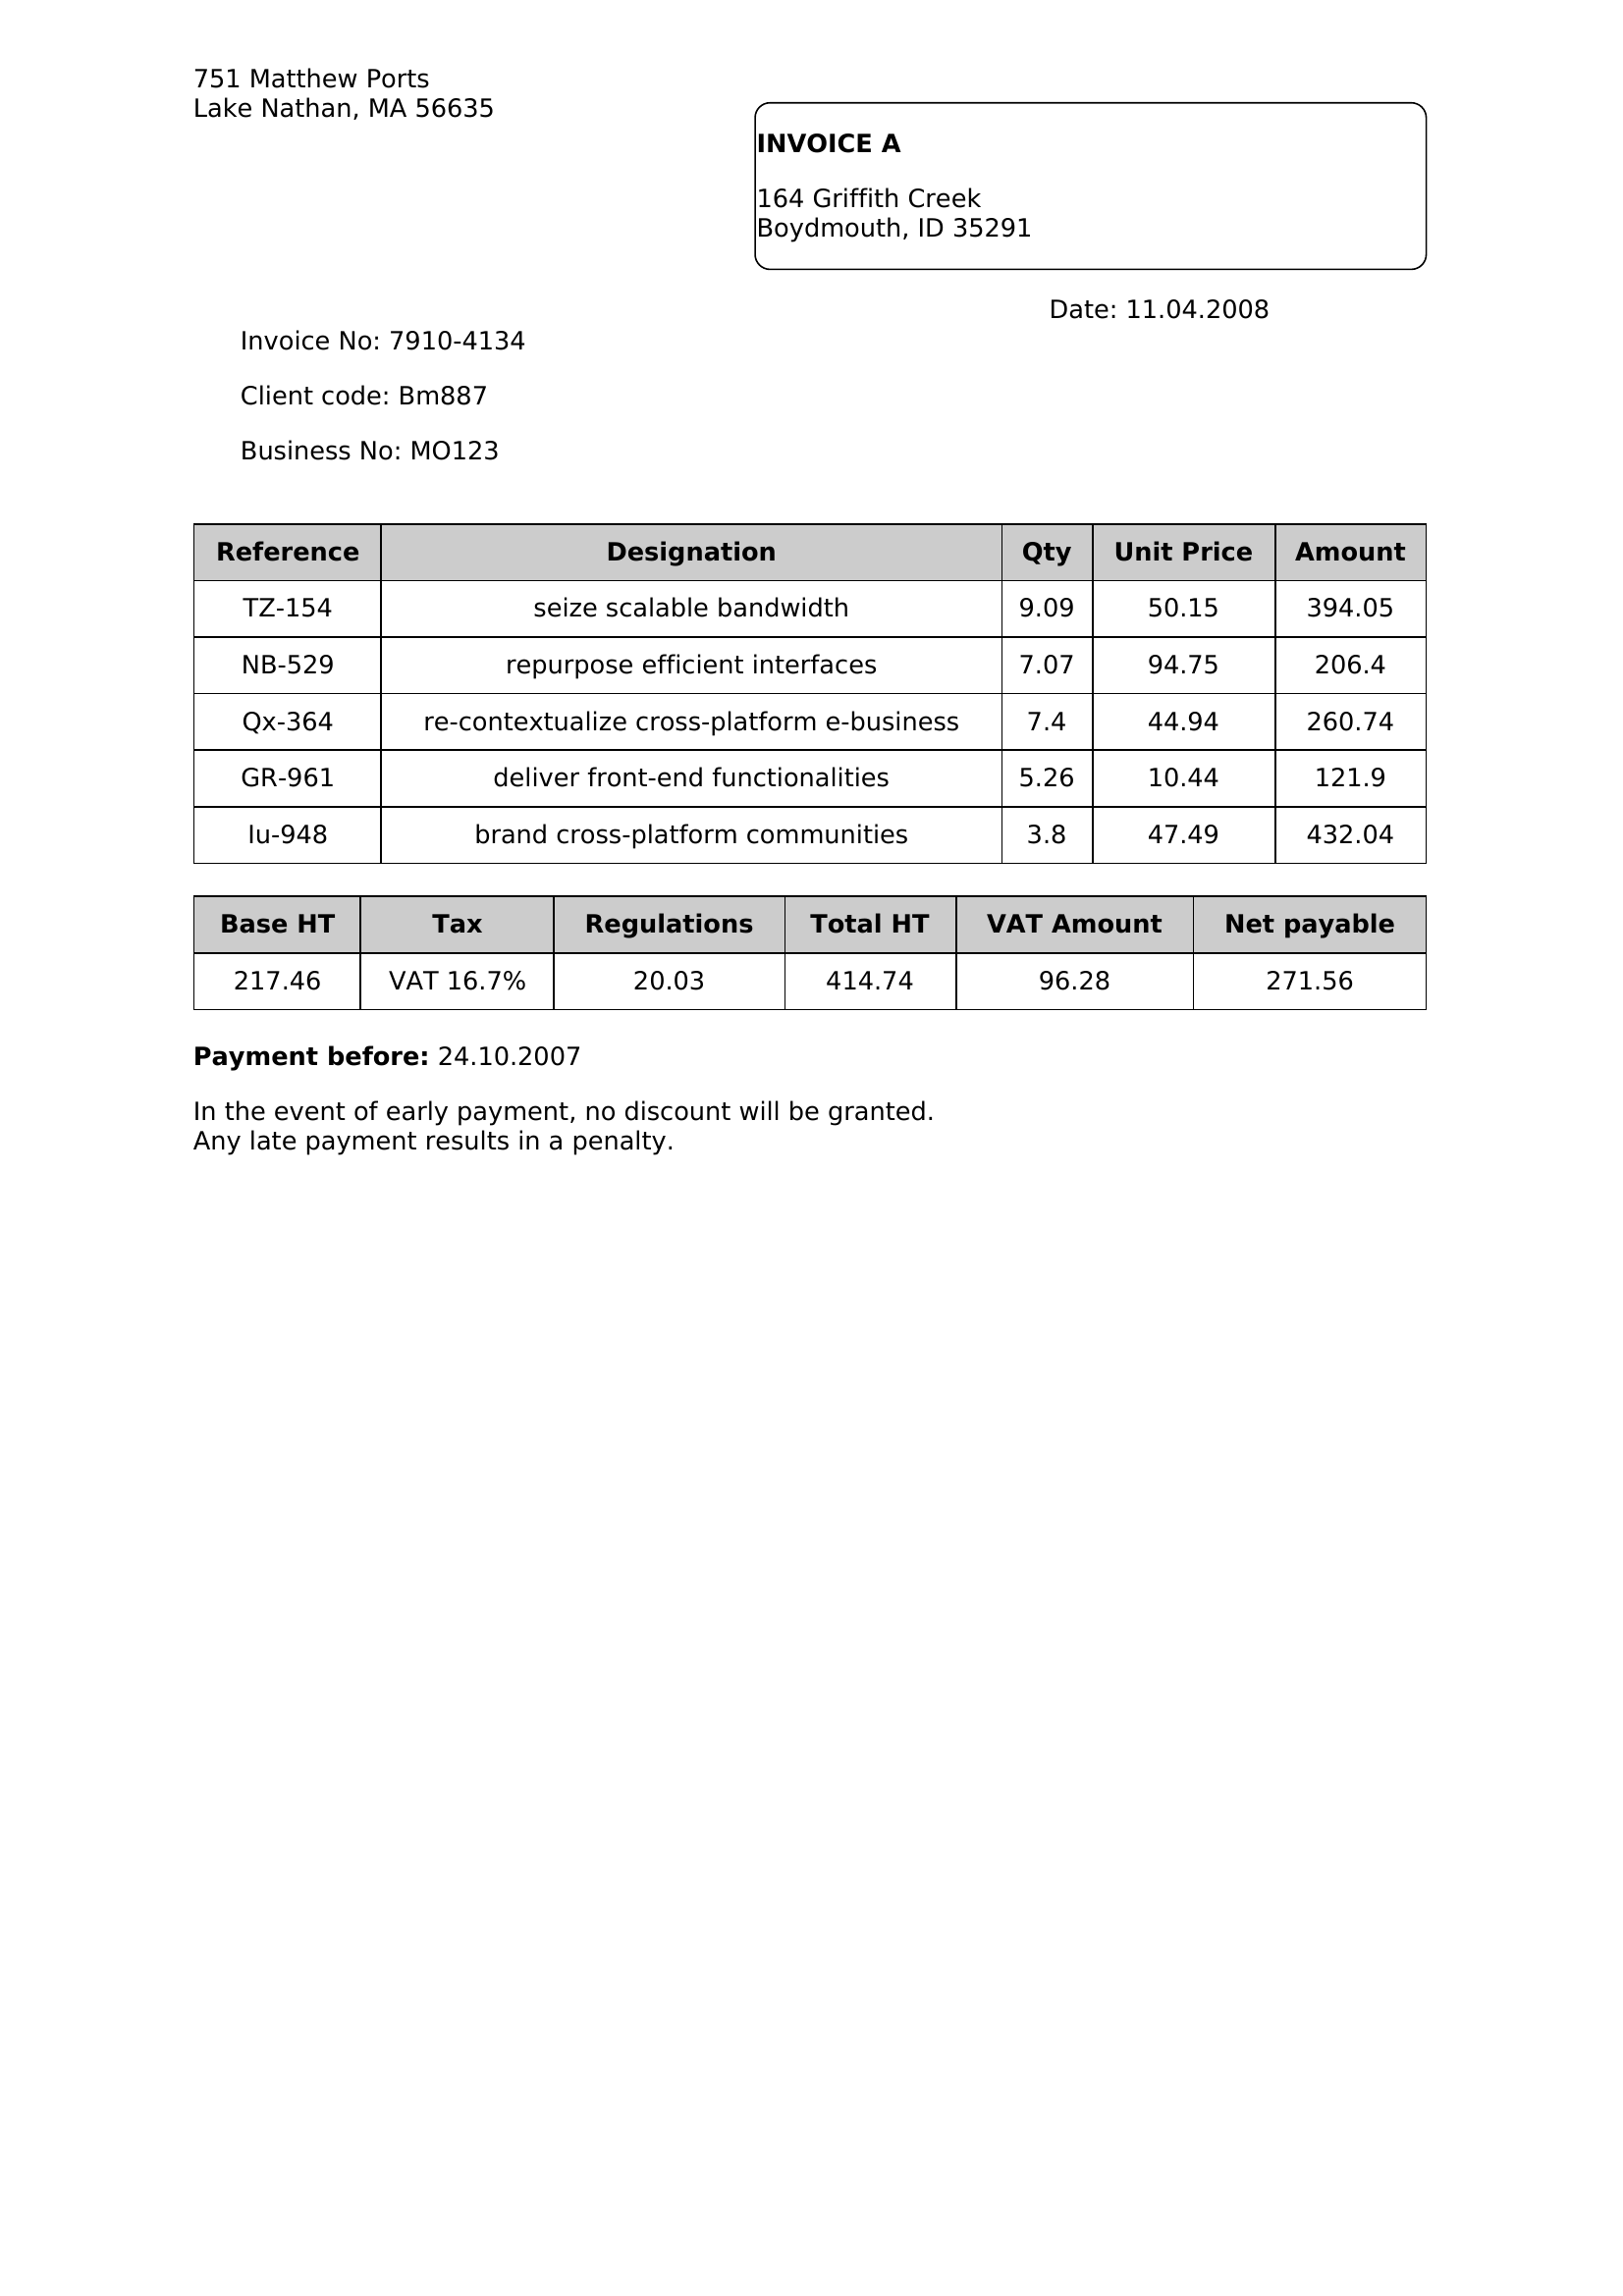 751 Matthew Ports
Lake Nathan, MA 56635
INVOICE A
164 Griffith Creek
Boydmouth, ID 35291
Date: 11.04.2008
Invoice No: 7910-4134
Client code: Bm887
Business No: MO123
Reference Designation Qty Unit Price Amount
TZ-154 seize scalable bandwidth 9.09 50.15 394.05
NB-529 repurpose efficient interfaces 7.07 94.75 206.4
Qx-364 re-contextualize cross-platform e-business 7.4 44.94 260.74
GR-961 deliver front-end functionalities 5.26 10.44 121.9
lu-948 brand cross-platform communities 3.8 47.49 432.04
Base HT Tax Regulations Total HT VAT Amount Net payable
217.46 VAT 16.7% 20.03 414.74 96.28 271.56
Payment before: 24.10.2007
In the event of early payment, no discount will be granted.
Any late payment results in a penalty.